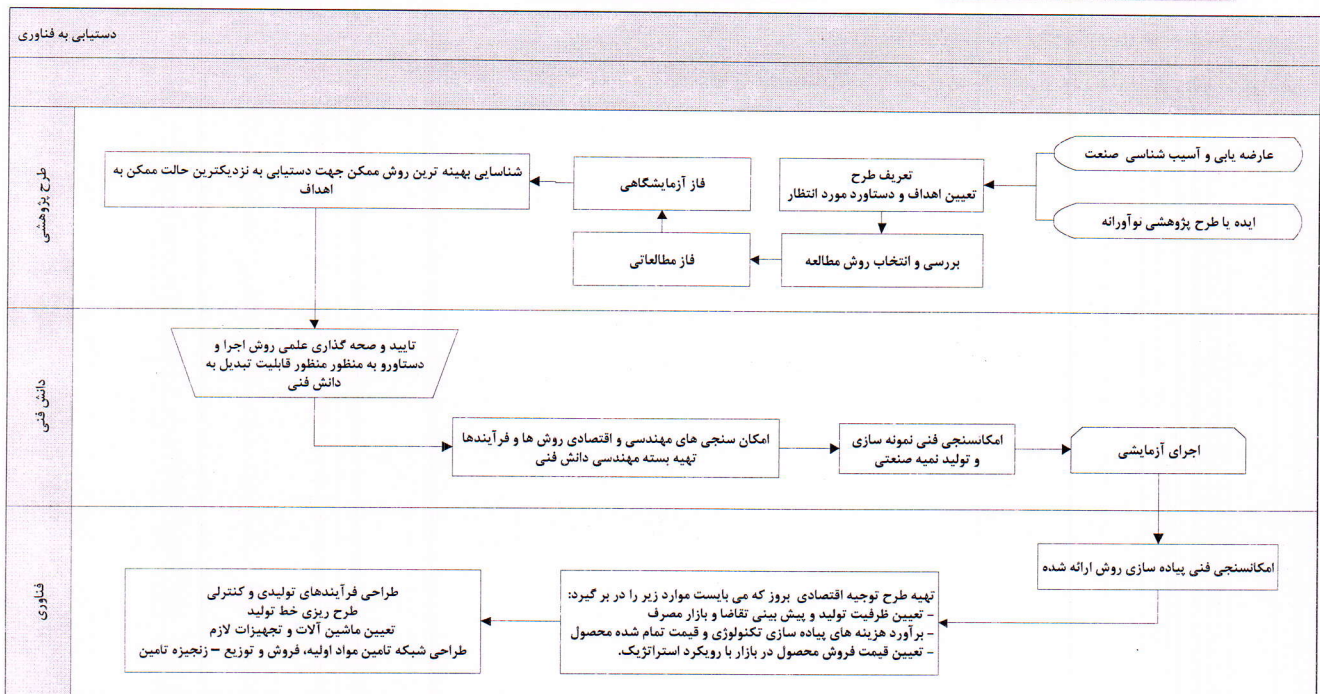 دستیابی به فناوری
طرح پژوهشی
عارضه یابی و آسیب شناسی صنعت
ایده یا طرح پژوهشی نوآورانه
تعریف طرح
تعیین اهداف و دستاورد مورد انتظار
بررسی و انتخاب روش مطالعه
فاز مطالعاتی
فاز آزمایشگاهی
شناسایی بهینه ترین روش ممکن جهت دستیابی به نزدیکترین حالت ممکن به
اهداف
دانش فنی
تایید و صحه گذاری علمی روش اجرا و
دستاورو به منظور منظور قابلیت تبدیل به
دانش فنی
امکان سنجی های مهندسی و اقتصادی روش ها و فرآیندها
تهیه بسته مهندسی دانش فنی
امکانسنجی فنی نمونه سازی
و تولید نمیه صنعتی
اجرای آزمایشی
فناوری
امکانسنجی فنی پیاده سازی روش ارائه شده
تهیه طرح توجیه اقتصادی بروز که می بایست موارد زیر را در بر گیرد:
– تعیین ظرفیت تولید و پیش بینی تقاضا و بازار مصرف
– برآورد هزینه های پیاده سازی تکنولوژی و قیمت تمام شده محصول
– تعیین قیمت فروش محصول در بازار با رویکرد استراتژیک.
طراحی فرآیندهای تولیدی و کنترلی
طرح ریزی خط تولید
تعیین ماشین آلات و تجهیزات لازم
طراحی شبکه تامین مواد اولیه، فروش و توزیع – زنجیزه تامین